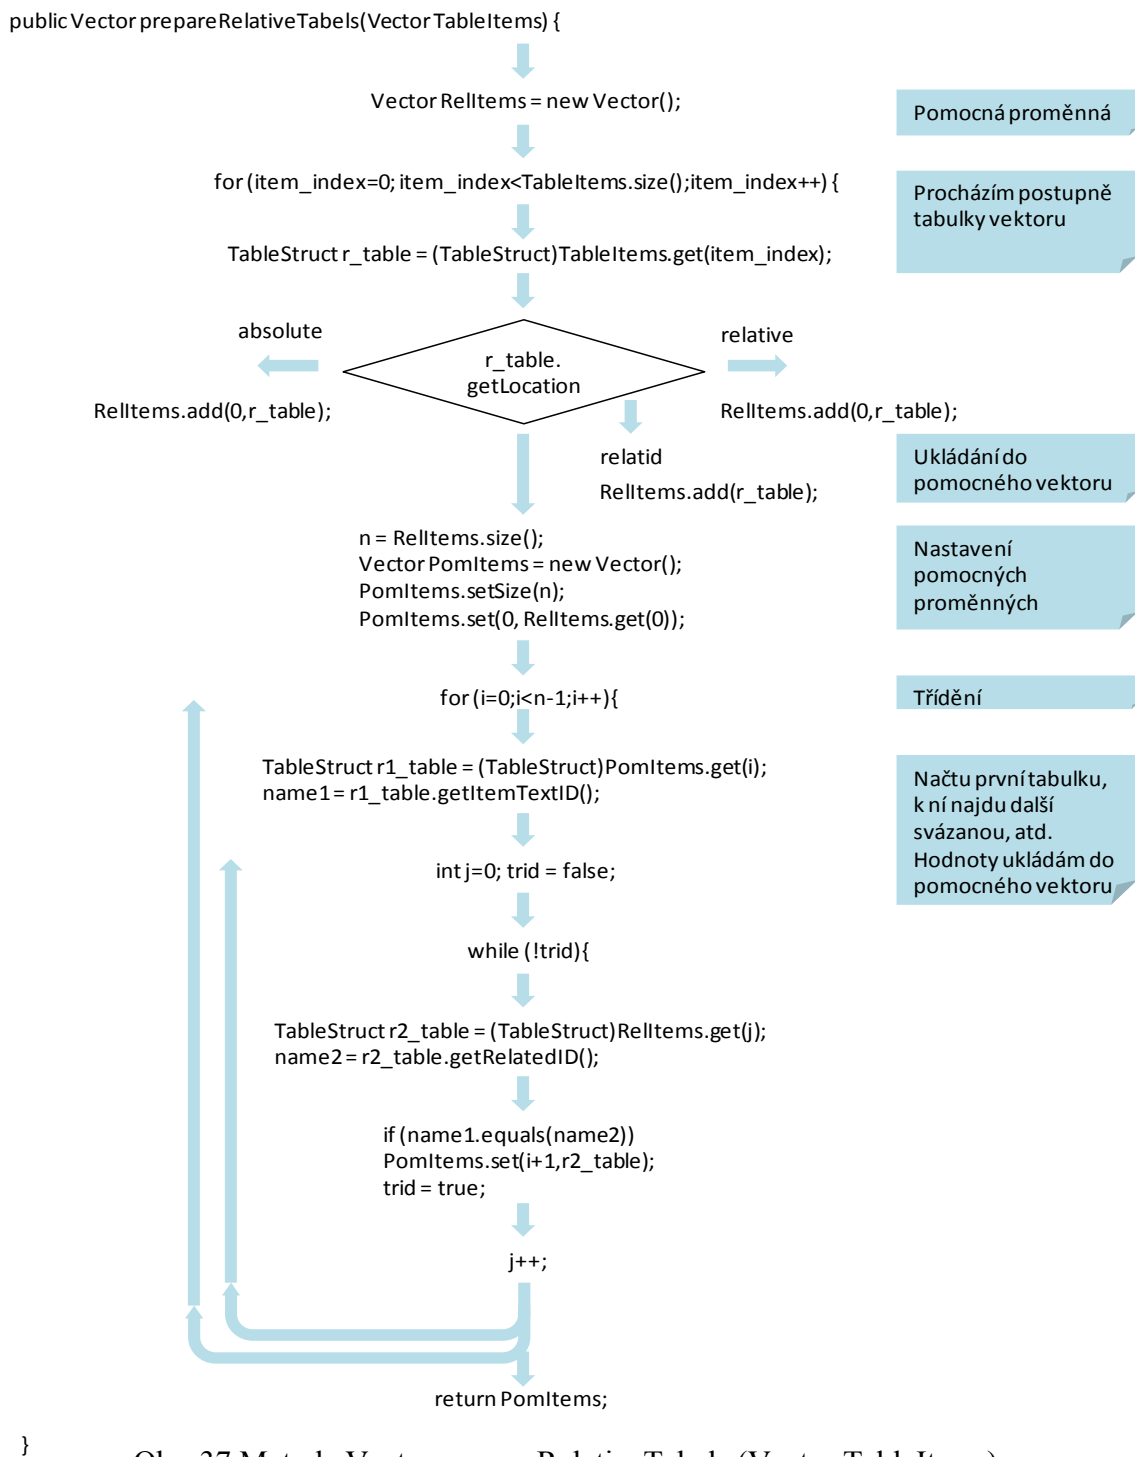 public Vector prepareRelativeTabels(Vector TableItems) {
Vector RelItems = new Vector();
Pomocná proměnná
for (item_index=0; item_index<TableItems.size();item_index++) {
Procházím postupně
tabulky vektoru
TableStruct r_table = (TableStruct)TableItems.get(item_index);
absolute
relative
r_table.
getLocation
RelItems.add(0,r_table);
RelItems.add(0,r_table);
relatid
RelItems.add(r_table);
Ukládání do
pomocného vektoru
n = RelItems.size();
Vector PomItems = new Vector();
PomItems.setSize(n);
PomItems.set(0, RelItems.get(0));
Nastavení
pomocných
proměnných
for (i=0;i<n-1;i++){
Třídění
TableStruct r1_table = (TableStruct)PomItems.get(i);
name1 = r1_table.getItemTextID();
Načtu první tabulku,
k ní najdu další
svázanou, atd.
Hodnoty ukládám do
pomocného vektoru
int j=0; trid = false;
while (!trid){
TableStruct r2_table = (TableStruct)RelItems.get(j);
name2 = r2_table.getRelatedID();
if (name1.equals(name2))
PomItems.set(i+1,r2_table);
trid = true;
j++;
return PomItems;
}